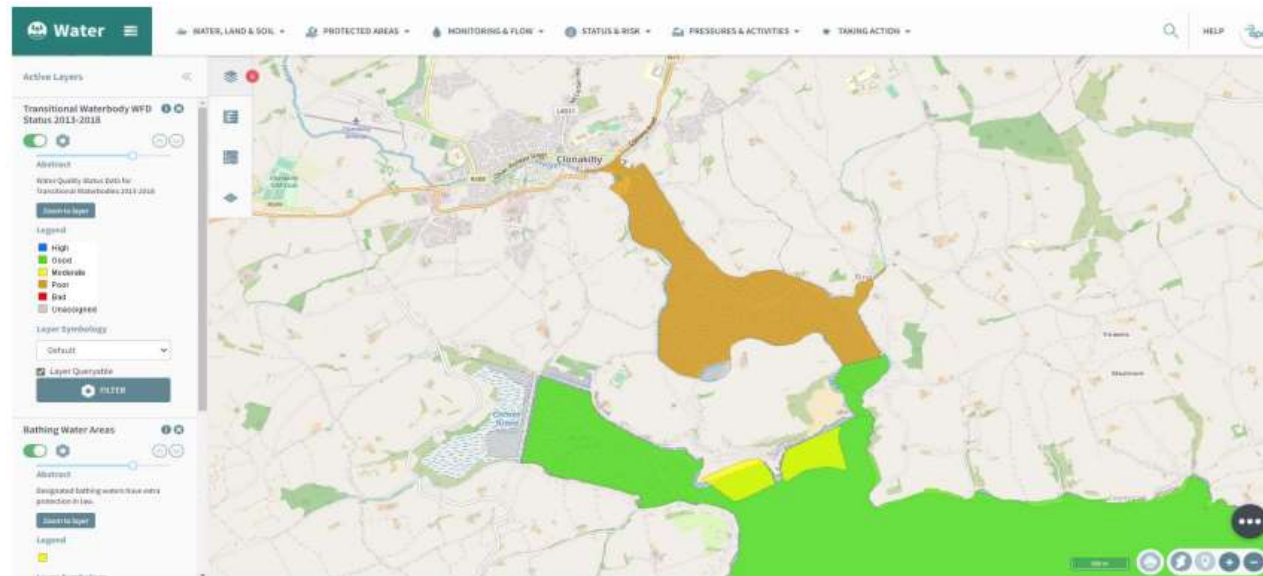 Water
WATER, LAND & SOIL
PROTECTED AREAS
MONITORING & FLOW
STATUS & RISK
PRESSURES & ACTIVITIES
TAKING ACTION
HELP
Active Layers
Transitional Waterbody WFD
Status 2013-2018
Abstract
Water Quality Status Data for
Transitional Waterbodies 2013-2018
Zoom to layer
Legend
High
Good
Moderate
Poor
Bad
Unassigned
Layer Symbology
Default
Layer Queryable
FILTER
Bathing Water Areas
Abstract
Designated bathing waters have extra
protection in law.
Zoom to layer
Legend
Clonakilty
Ring